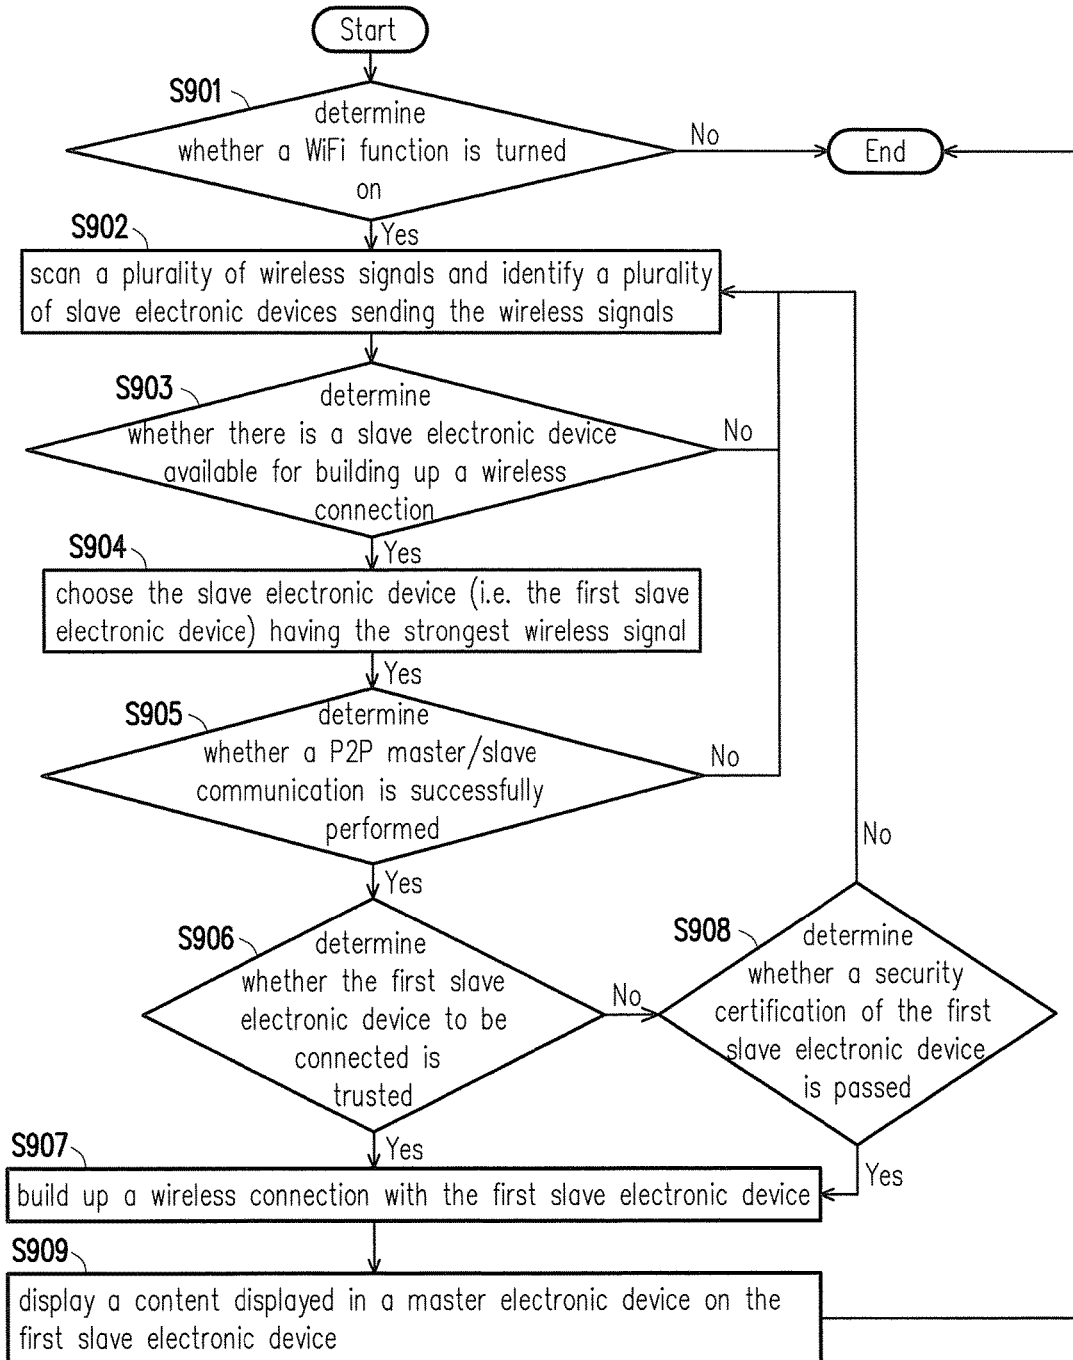 Start
S901
determine
whether a WiFi function is turned
on
No
End
Yes
S902
scan a plurality of wireless signals and identify a plurality
of slave electronic devices sending the wireless signals
S903
determine
whether there is a slave electronic device
available for building up a wireless
connection
No
Yes
S904
choose the slave electronic device (i.e. the first slave
electronic device) having the strongest wireless signal
Yes
S905
determine
whether a P2P master/slave
communication is successfully
performed
No
Yes
S906
determine
whether the first slave
electronic device to be
connected is
trusted
No
S908
determine
whether a security
certification of the first
slave electronic device
is passed
No
Yes
Yes
S907
build up a wireless connection with the first slave electronic device
S909
display a content displayed in a master electronic device on the
first slave electronic device